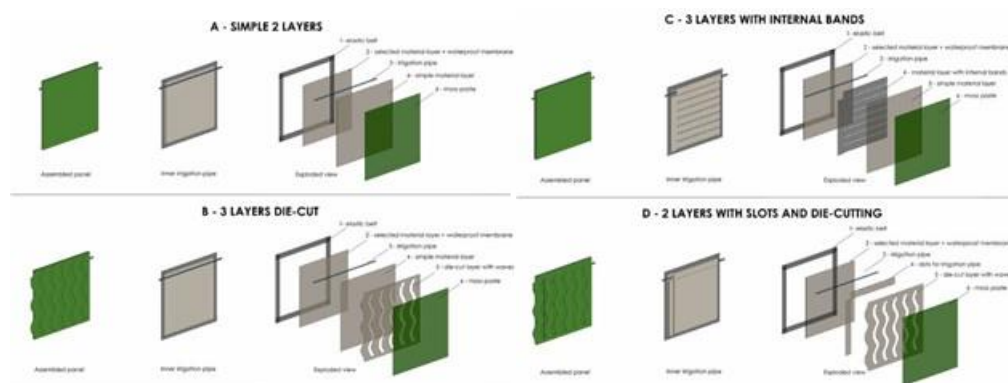 A - SIMPLE 2 LAYERS
1- elastic belt
2 - selected material layer + waterproof membrane
3 - irrigation pipe
4 - simple material layer
moss paste
Assembled panel
Inner irrigation pipe
Exploded view
C - 3 LAYERS WITH INTERNAL BANDS
1- elastic belt
2 - selected material layer + waterproof membrane
3 - irrigation pipe
4 - material layer with internal bands
5 - simple material layer
6 - moss paste
Assembled panel
Inner irrigation pipe
Exploded view
B - 3 LAYERS DIE-CUT
1- elastic belt
2 - selected material layer + waterproof membrane
3 - irrigation pipe
4 - simple material layer
5 - die-cut layer with waves
6 - moss paste
Assembled panel
Inner irrigation pipe
Exploded view
D - 2 LAYERS WITH SLOTS AND DIE-CUTTING
1- elastic belt
2 - selected material layer + waterproof membrane
3 - irrigation pipe
4 - slots for irrigation pipe
5 - die-cut layer with waves
6 - moss paste
Assembled panel
Inner irrigation pipe
Exploded view